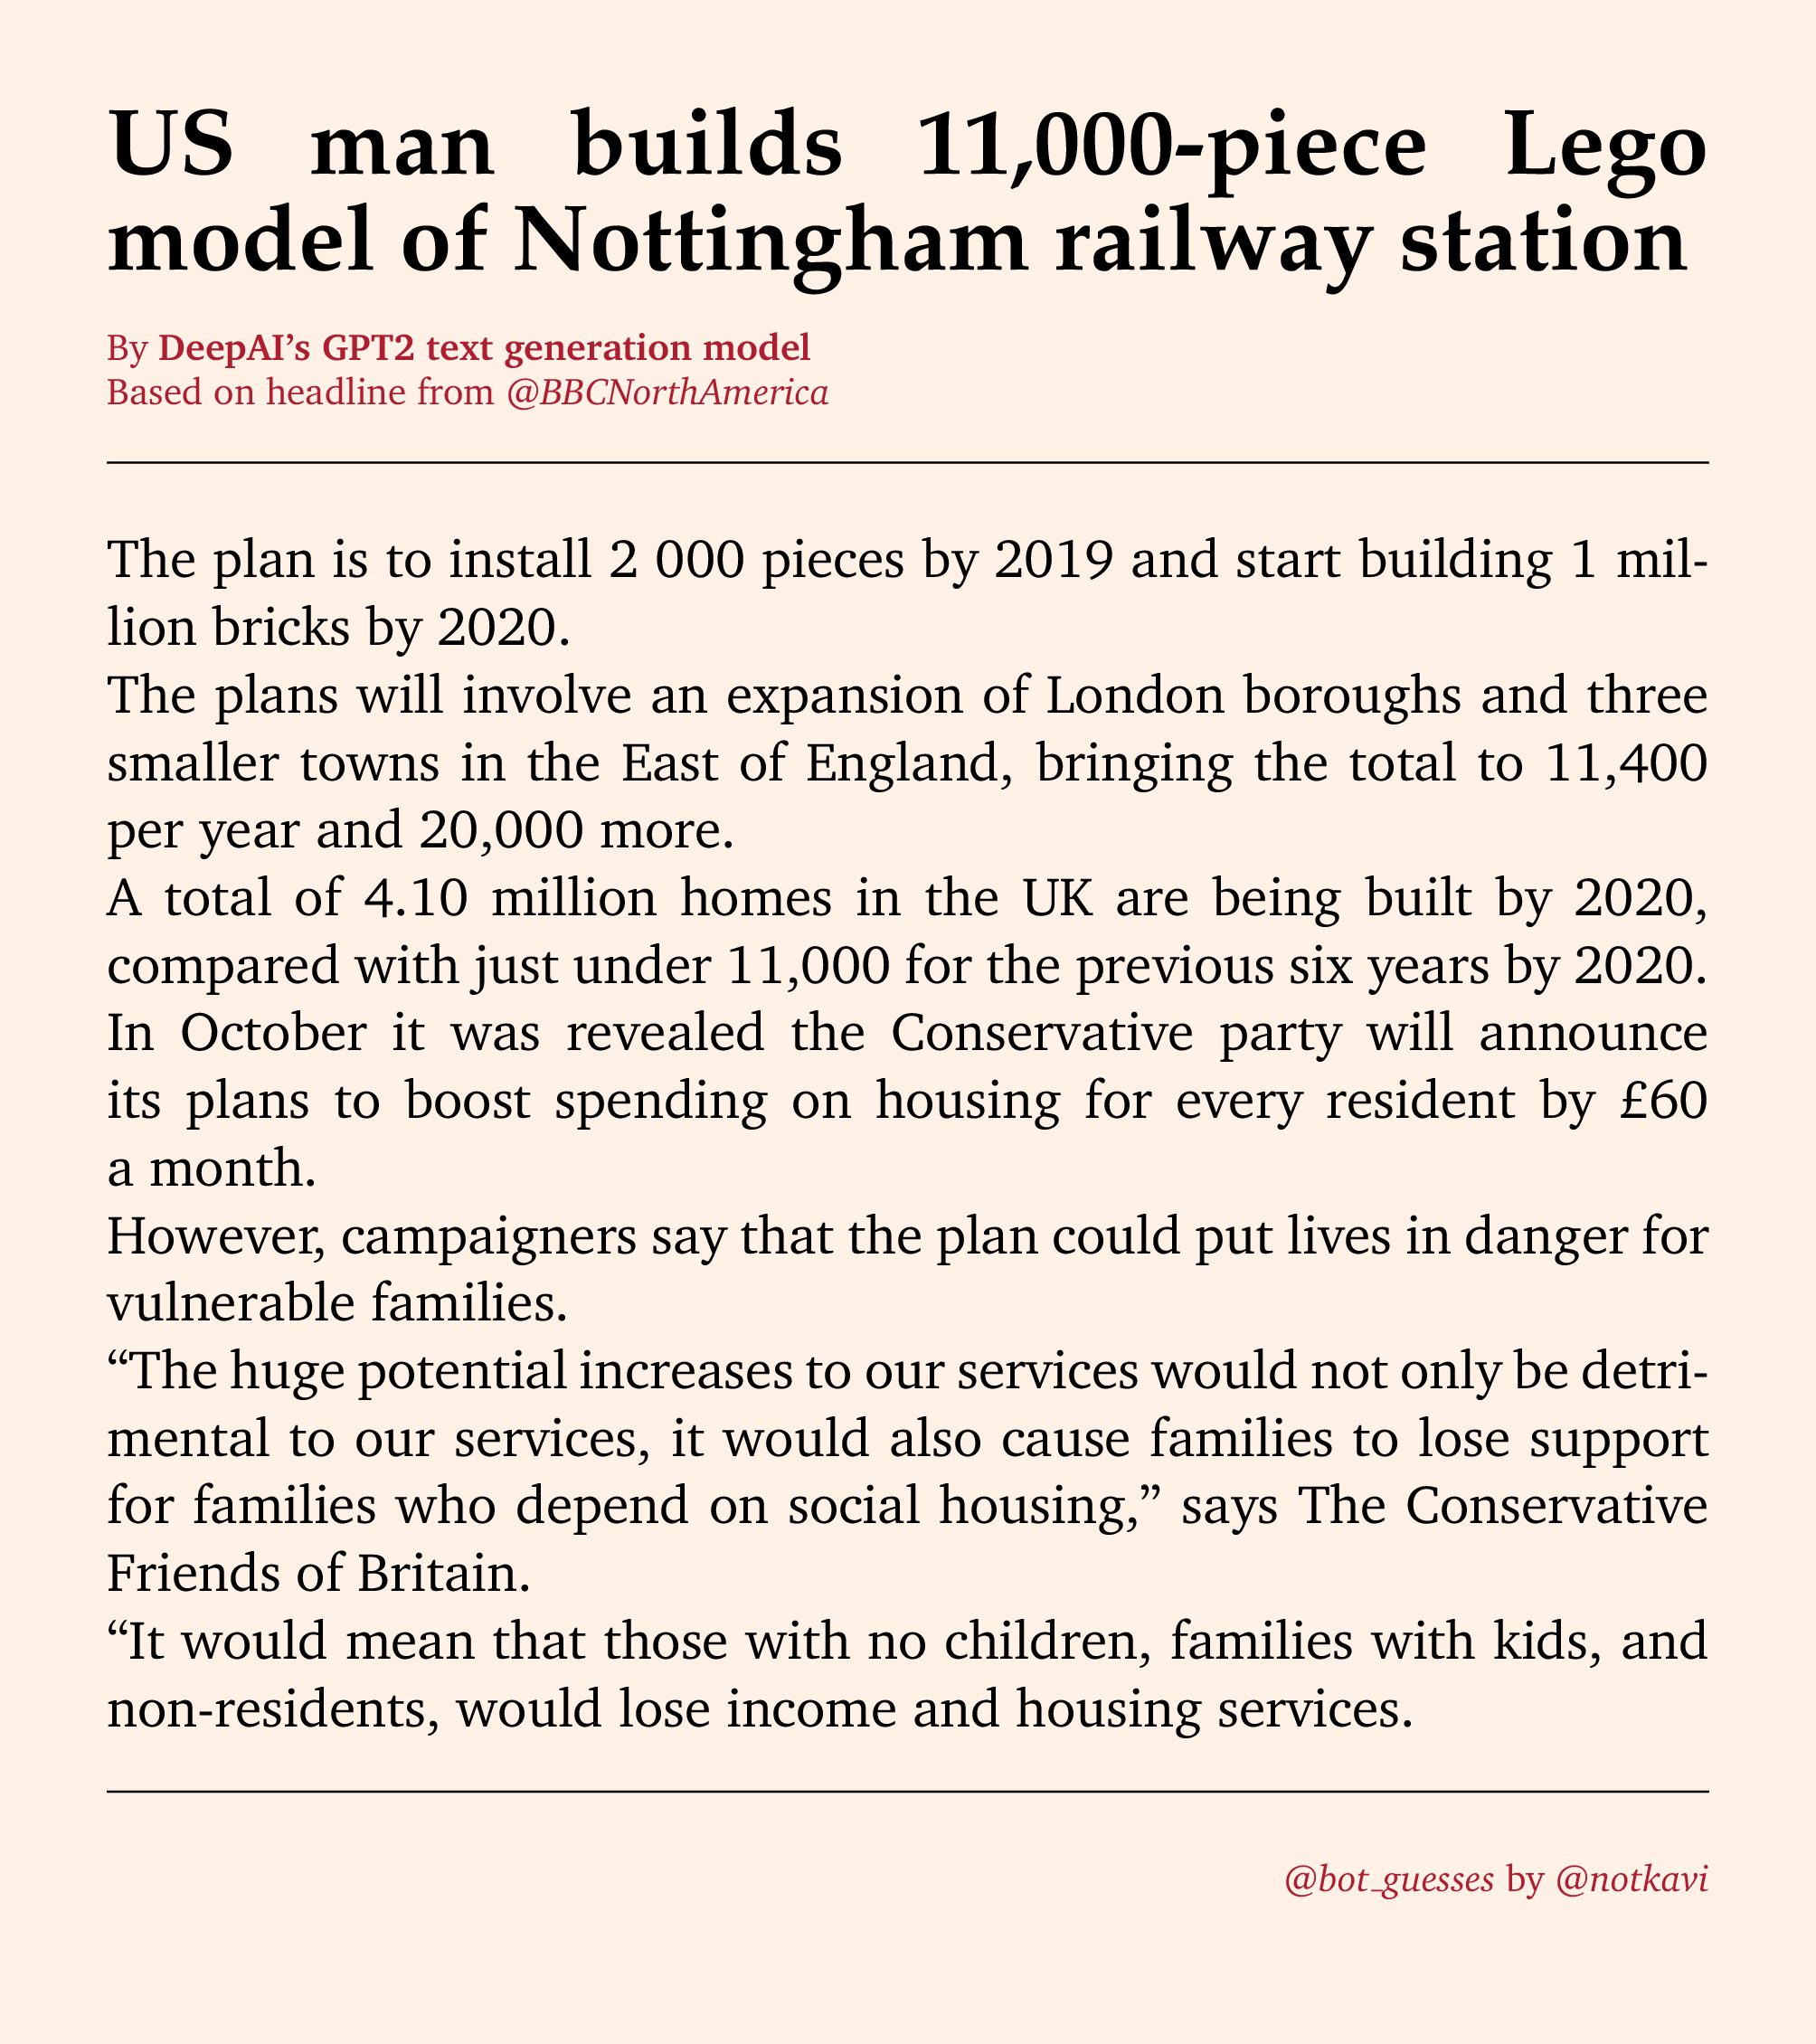 US man builds 11,000-piece Lego
model of Nottingham railway station
By DeepAI’s GPT2 text generation model
Based on headline from @BBCNorthAmerica
The plan is to install 2 000 pieces by 2019 and start building 1 mil-
lion bricks by 2020.
The plans will involve an expansion of London boroughs and three
smaller towns in the East of England, bringing the total to 11,400
per year and 20,000 more.
A total of 4.10 million homes in the UK are being built by 2020,
compared with just under 11,000 for the previous six years by 2020.
In October it was revealed the Conservative party will announce
its plans to boost spending on housing for every resident by £60
a month.
However, campaigners say that the plan could put lives in danger for
vulnerable families.
“The huge potential increases to our services would not only be detri-
mental to our services, it would also cause families to lose support
for families who depend on social housing,” says The Conservative
Friends of Britain.
“It would mean that those with no children, families with kids, and
non-residents, would lose income and housing services.
@bot_guesses by @notkavi